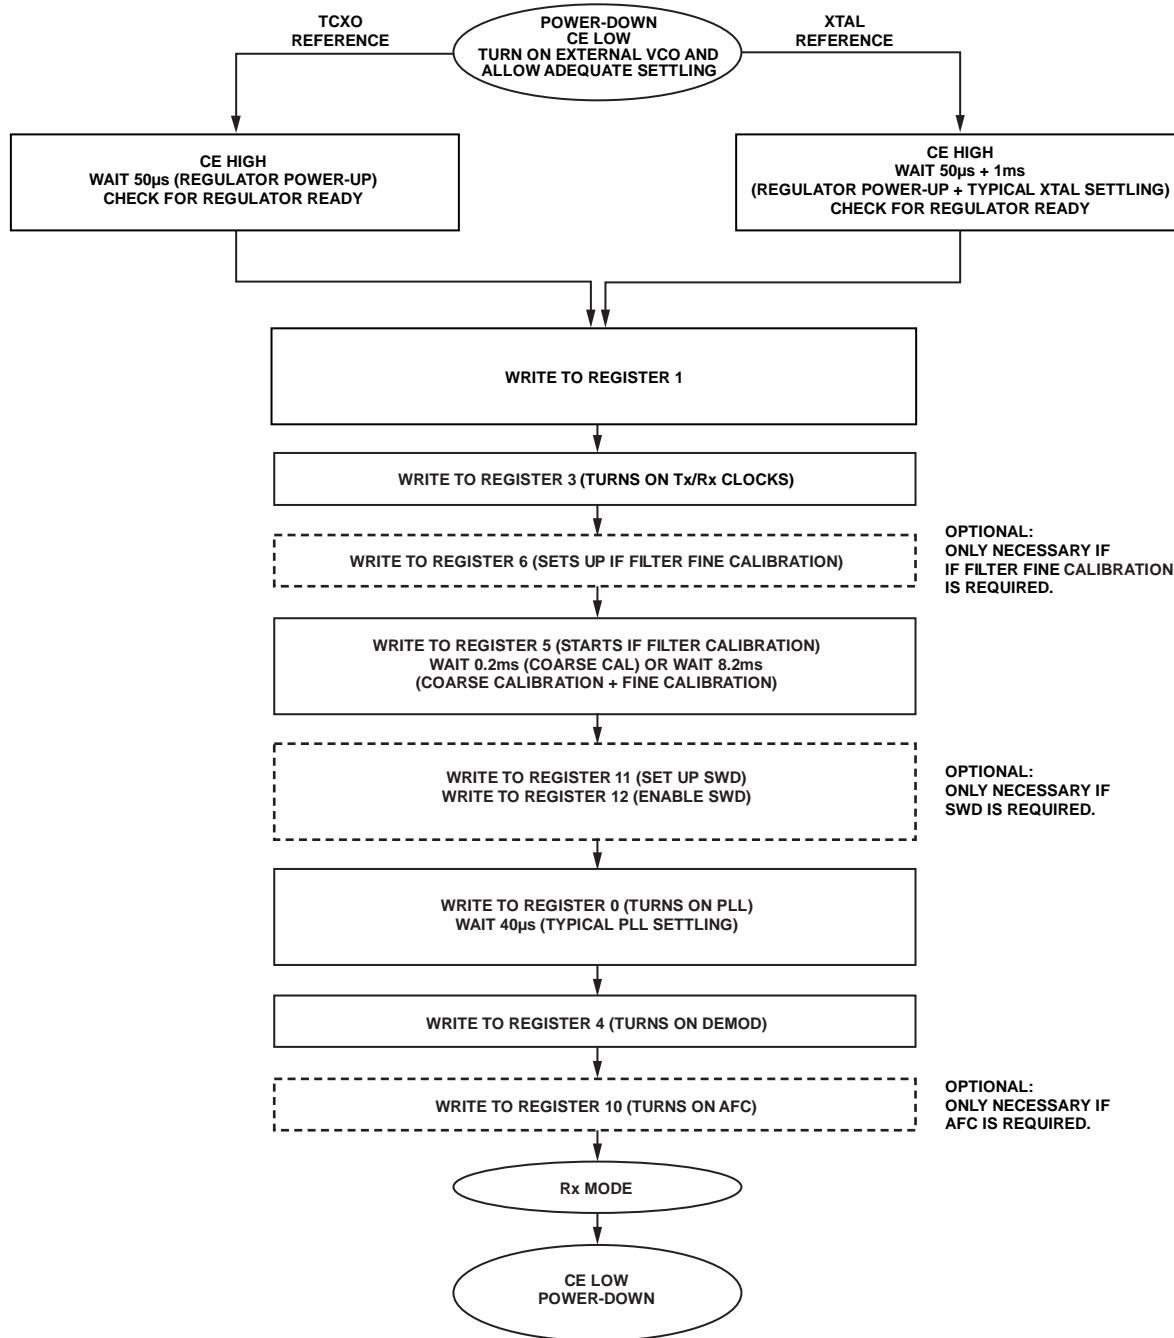 TCXO
REFERENCE
POWER-DOWN
CE LOW
TURN ON EXTERNAL VCO AND
ALLOW ADEQUATE SETTLING
XTAL
REFERENCE
CE HIGH
WAIT 50µs (REGULATOR POWER-UP)
CHECK FOR REGULATOR READY
CE HIGH
WAIT 50µs + 1ms
(REGULATOR POWER-UP + TYPICAL XTAL SETTLING)
CHECK FOR REGULATOR READY
WRITE TO REGISTER 1
WRITE TO REGISTER 3 (TURNS ON Tx/Rx CLOCKS)
WRITE TO REGISTER 6 (SETS UP IF FILTER FINE CALIBRATION)
OPTIONAL:
ONLY NECESSARY IF
IF FILTER FINE CALIBRATION
IS REQUIRED.
WRITE TO REGISTER 5 (STARTS IF FILTER CALIBRATION)
WAIT 0.2ms (COARSE CAL) OR WAIT 8.2ms
(COARSE CALIBRATION + FINE CALIBRATION)
WRITE TO REGISTER 11 (SET UP SWD)
WRITE TO REGISTER 12 (ENABLE SWD)
OPTIONAL:
ONLY NECESSARY IF
SWD IS REQUIRED.
WRITE TO REGISTER 0 (TURNS ON PLL)
WAIT 40µs (TYPICAL PLL SETTLING)
WRITE TO REGISTER 4 (TURNS ON DEMOD)
WRITE TO REGISTER 10 (TURNS ON AFC)
OPTIONAL:
ONLY NECESSARY IF
AFC IS REQUIRED.
Rx MODE
CE LOW
POWER-DOWN